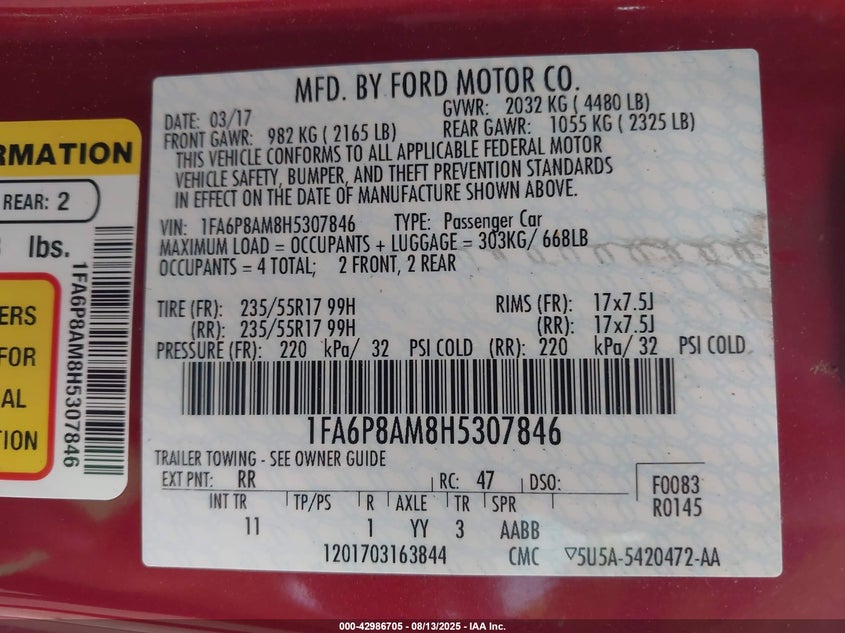 MFD. BY FORD MOTOR CO.
DATE: 03/17 GVWR: 2032 KG ( 4480 LB)
FRONT GAWR: 982 KG ( 2165 LB) REAR GAWR: 1055 KG ( 2325 LB)
THIS VEHICLE CONFORMS TO ALL APPLICABLE FEDERAL MOTOR
VEHICLE SAFETY, BUMPER, AND THEFT PREVENTION STANDARDS
IN EFFECT ON THE DATE OF MANUFACTURE SHOWN ABOVE.
VIN: 1FA6P8AM8H5307846 TYPE: Passenger Car
MAXIMUM LOAD = OCCUPANTS + LUGGAGE = 303KG/ 668LB
OCCUPANTS = 4 TOTAL; 2 FRONT, 2 REAR
TIRE (FR): 235/55R17 99H RIMS (FR): 17x7.5J
(RR): 235/55R17 99H (RR): 17x7.5J
PRESSURE (FR): 220 kPa/ 32 PSI COLD (RR): 220 kPa/ 32 PSI COLD
1FA6P8AM8H5307846
TRAILER TOWING - SEE OWNER GUIDE
EXT PNT: RR RC: 47 DSO: F0083
R0145
INT TR TP/PS R AXLE TR SPR
11 1 YY 3 AABB
1201703163844 CMC ▽5U5A-5420472-AA
RMATION
REAR: 2
lbs.
1FA6P8AM8H5307846
ERS
FOR
AL
TION
000-42986705 - 08/13/2025 - IAA Inc.